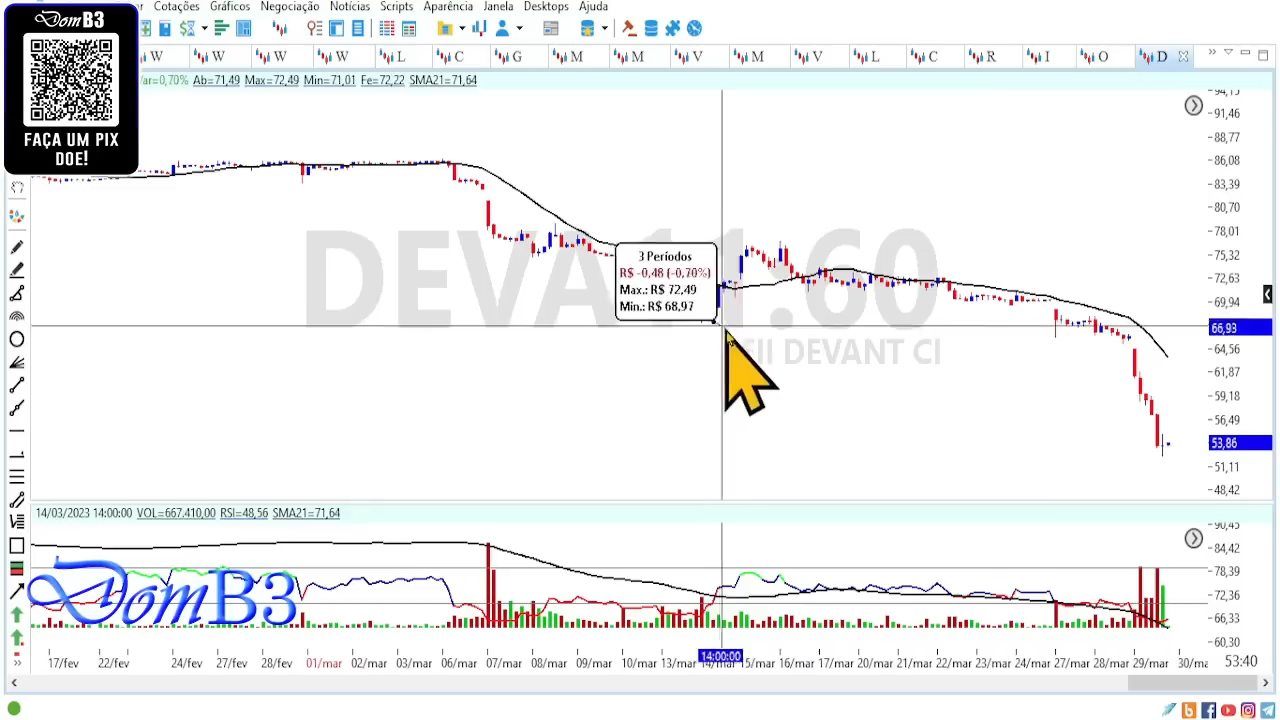 Cotações Gráficos Negociação Notícias Scripts Aparência Janela Desktops Ajuda
DomB3
FAÇA UM PIX
DOE!
W W W W L C G M M V M V L C R I O D
Var=0,70% Ab=71,49 Max=72,49 Min=71,01 Fe=72,22 SMA21=71,64
94,15
91,46
88,77
86,08
83,39
80,70
78,01
75,32
72,63
69,94
66,93
64,56
61,87
59,18
56,49
53,86
51,11
48,42
DEVA11.60
FII DEVANT CI
3 Períodos
R$ -0,48 (-0,70%)
Max.: R$ 72,49
Min.: R$ 68,97
14/03/2023 14:00:00 VOL=667.410,00 RSI=48,56 SMA21=71,64
90,45
84,42
78,39
72,36
66,33
60,30
DomB3
17/fev 22/fev 24/fev 27/fev 28/fev 01/mar 02/mar 03/mar 06/mar 07/mar 08/mar 09/mar 10/mar 13/mar 14/mar 15/mar 16/mar 17/mar 20/mar 21/mar 22/mar 23/mar 24/mar 27/mar 28/mar 29/mar 30/ma
14:00:00
53:40